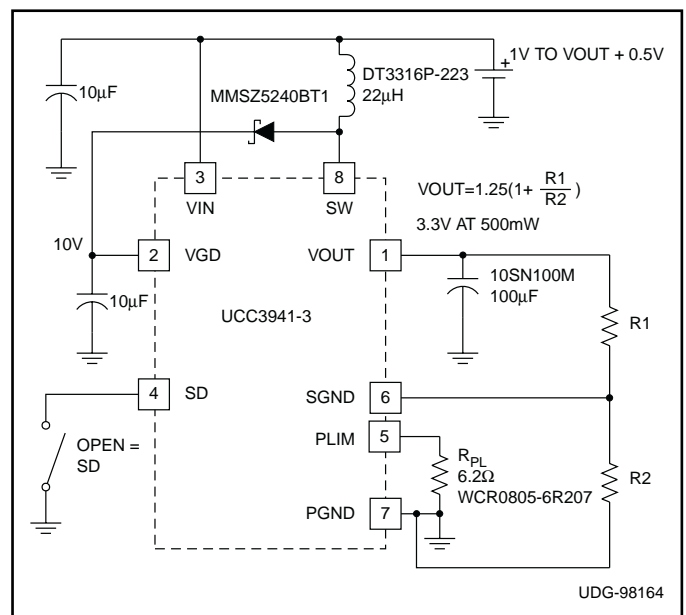 1V TO VOUT + 0.5V
+
10µF
MMSZ5240BT1
DT3316P-223
22µH
3
VIN
8
SW
VOUT=1.25(1+ R1/R2 )
3.3V AT 500mW
10V
2
VGD
VOUT
1
10µF
UCC3941-3
10SN100M
100µF
R1
4
SD
SGND
6
OPEN =
SD
PLIM
5
RPL
6.2Ω
WCR0805-6R207
R2
PGND
7
UDG-98164